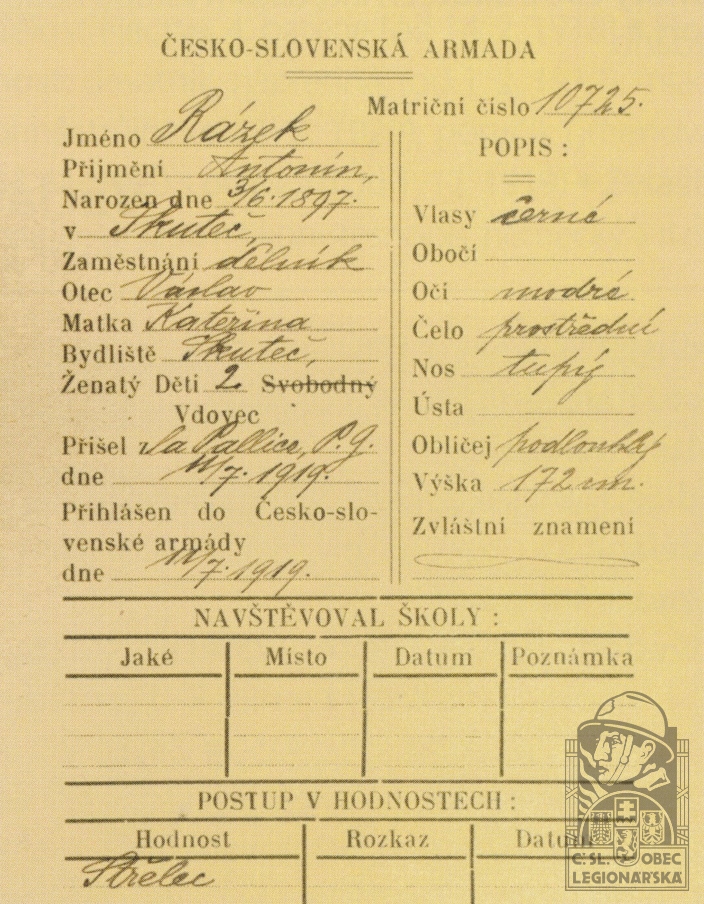 ČESKO-SLOVENSKÁ ARMADA
Matriční číslo 10725.
Jméno Rázek
Přijmění Antonín,
Narozen dne 3/6. 1897.
v Skuteč,
Zaměstnání dělník
Otec Václav
Matka Kateřina
Bydliště Skuteč,
Ženatý Děti 2. Svobodný
Vdovec
Přišel z La Pallice, P. G.
dne 11/7. 1919.
Přihlášen do Česko-slo-
venské armády
dne 11/7. 1919.
POPIS :
Vlasy černé
Obočí
Oči modré
Čelo prostřední
Nos tupý
Ústa
Obličej podlouhlý
Výška 172 cm.
Zvláštní znamení
NAVŠTĚVOVAL ŠKOLY :
Jaké Místo Datum Poznámka
POSTUP V HODNOSTECH :
Hodnost Rozkaz Datum
Střelec
Č. SL. OBEC
LEGIONÁŘSKÁ